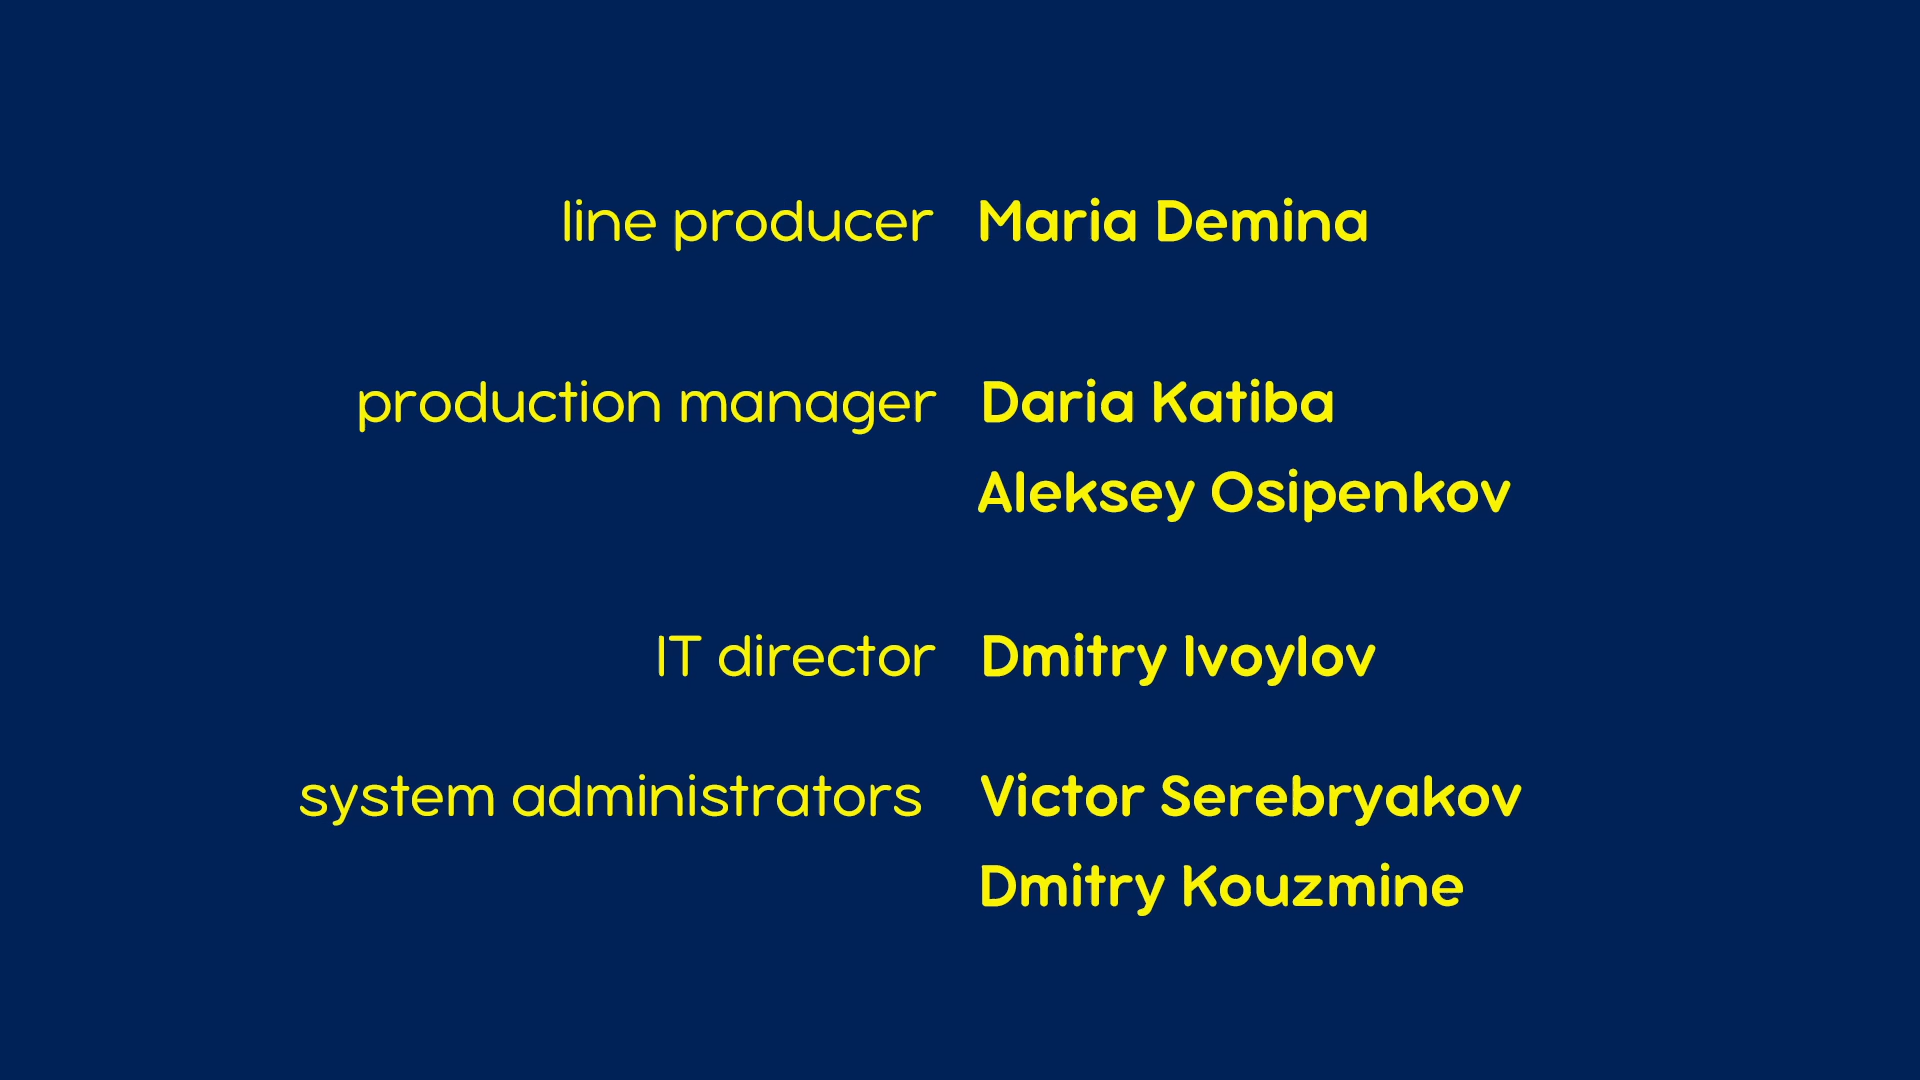 line producer Maria Demina
production manager Daria Katiba
Aleksey Osipenkov
IT director Dmitry Ivoylov
system administrators Victor Serebryakov
Dmitry Kouzmine